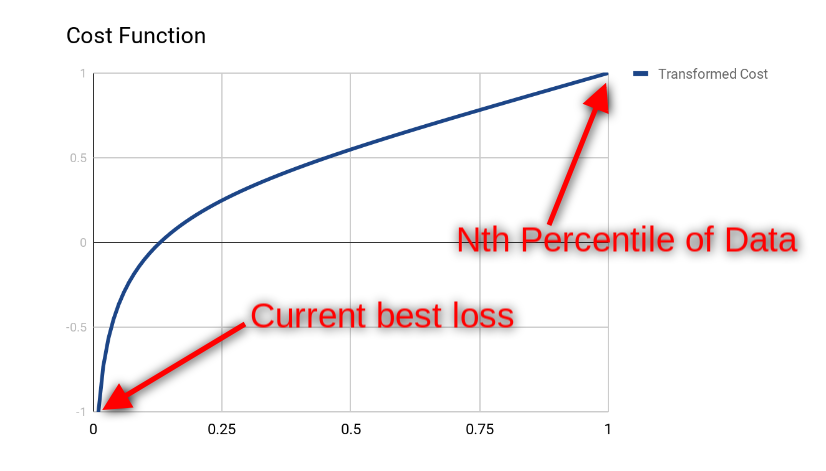 Cost Function
1
Transformed Cost
0.5
Nth Percentile of Data
0
Current best loss
-0.5
-1
0 0.25 0.5 0.75 1